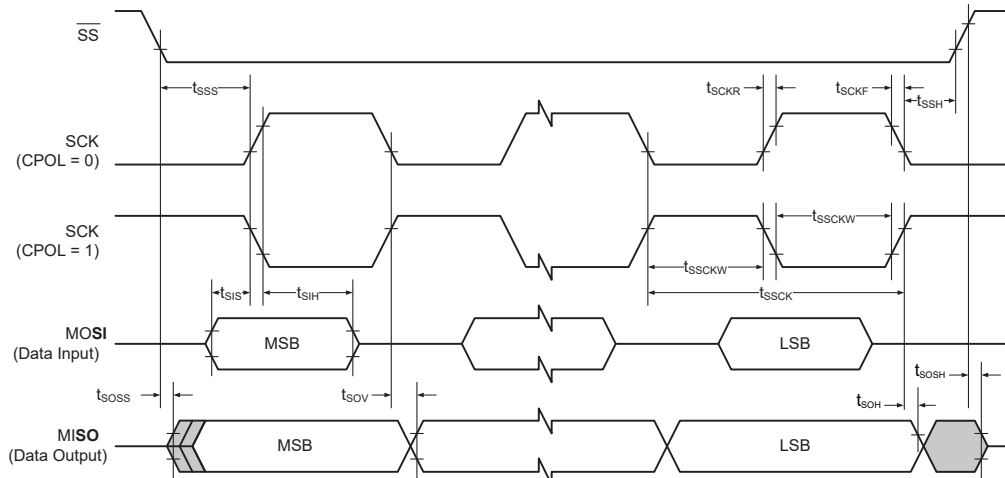 SS
tSSS
tSCKR
tSCKF
tSSH
SCK
(CPOL = 0)
SCK
(CPOL = 1)
tSSCKW
tSSCKW
tSSCK
tSIS
tSIH
MOSI
(Data Input)
MSB
LSB
tSOSS
tSOV
tSOH
tSOSH
MISO
(Data Output)
MSB
LSB